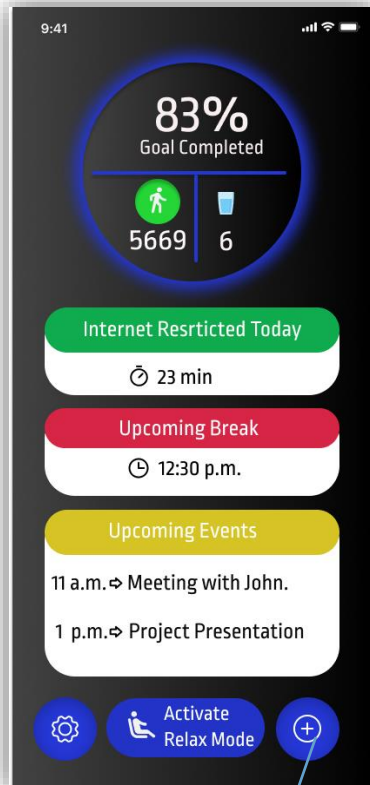 9:41
83%
Goal Completed
5669 6
Internet Resrticted Today
23 min
Upcoming Break
12:30 p.m.
Upcoming Events
11 a.m.➩ Meeting with John.
1 p.m.➩ Project Presentation
Activate
Relax Mode